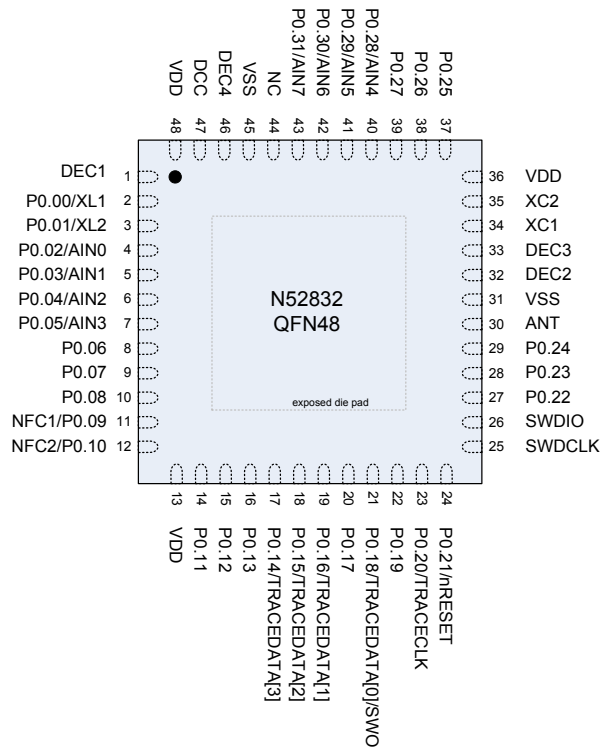 P0.31/AIN7
P0.30/AIN6
P0.29/AIN5
P0.28/AIN4
VDD
DCC
DEC4
VSS
NC
P0.27
P0.26
P0.25
48
47
46
45
44
43
42
41
40
39
38
37
DEC1 1
P0.00/XL1 2
P0.01/XL2 3
P0.02/AIN0 4
P0.03/AIN1 5
P0.04/AIN2 6
P0.05/AIN3 7
P0.06 8
P0.07 9
P0.08 10
NFC1/P0.09 11
NFC2/P0.10 12
N52832
QFN48
exposed die pad
36 VDD
35 XC2
34 XC1
33 DEC3
32 DEC2
31 VSS
30 ANT
29 P0.24
28 P0.23
27 P0.22
26 SWDIO
25 SWDCLK
13
14
15
16
17
18
19
20
21
22
23
24
VDD
P0.11
P0.12
P0.13
P0.14/TRACEDATA[3]
P0.15/TRACEDATA[2]
P0.16/TRACEDATA[1]
P0.17
P0.18/TRACEDATA[0]/SWO
P0.19
P0.20/TRACECLK
P0.21/nRESET